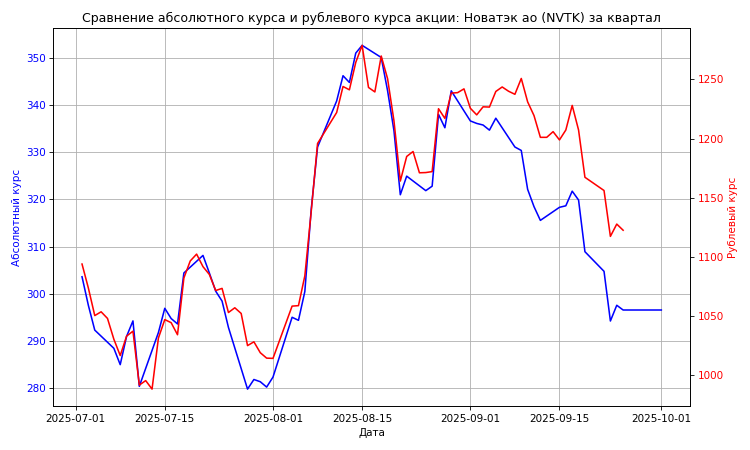 Сравнение абсолютного курса и рублевого курса акции: Новатэк ао (NVTK) за квартал
Абсолютный курс
350
340
330
320
310
300
290
280
1250
1200
1150
1100
1050
1000
Рублевый курс
2025-07-01 2025-07-15 2025-08-01 2025-08-15 2025-09-01 2025-09-15 2025-10-01
Дата